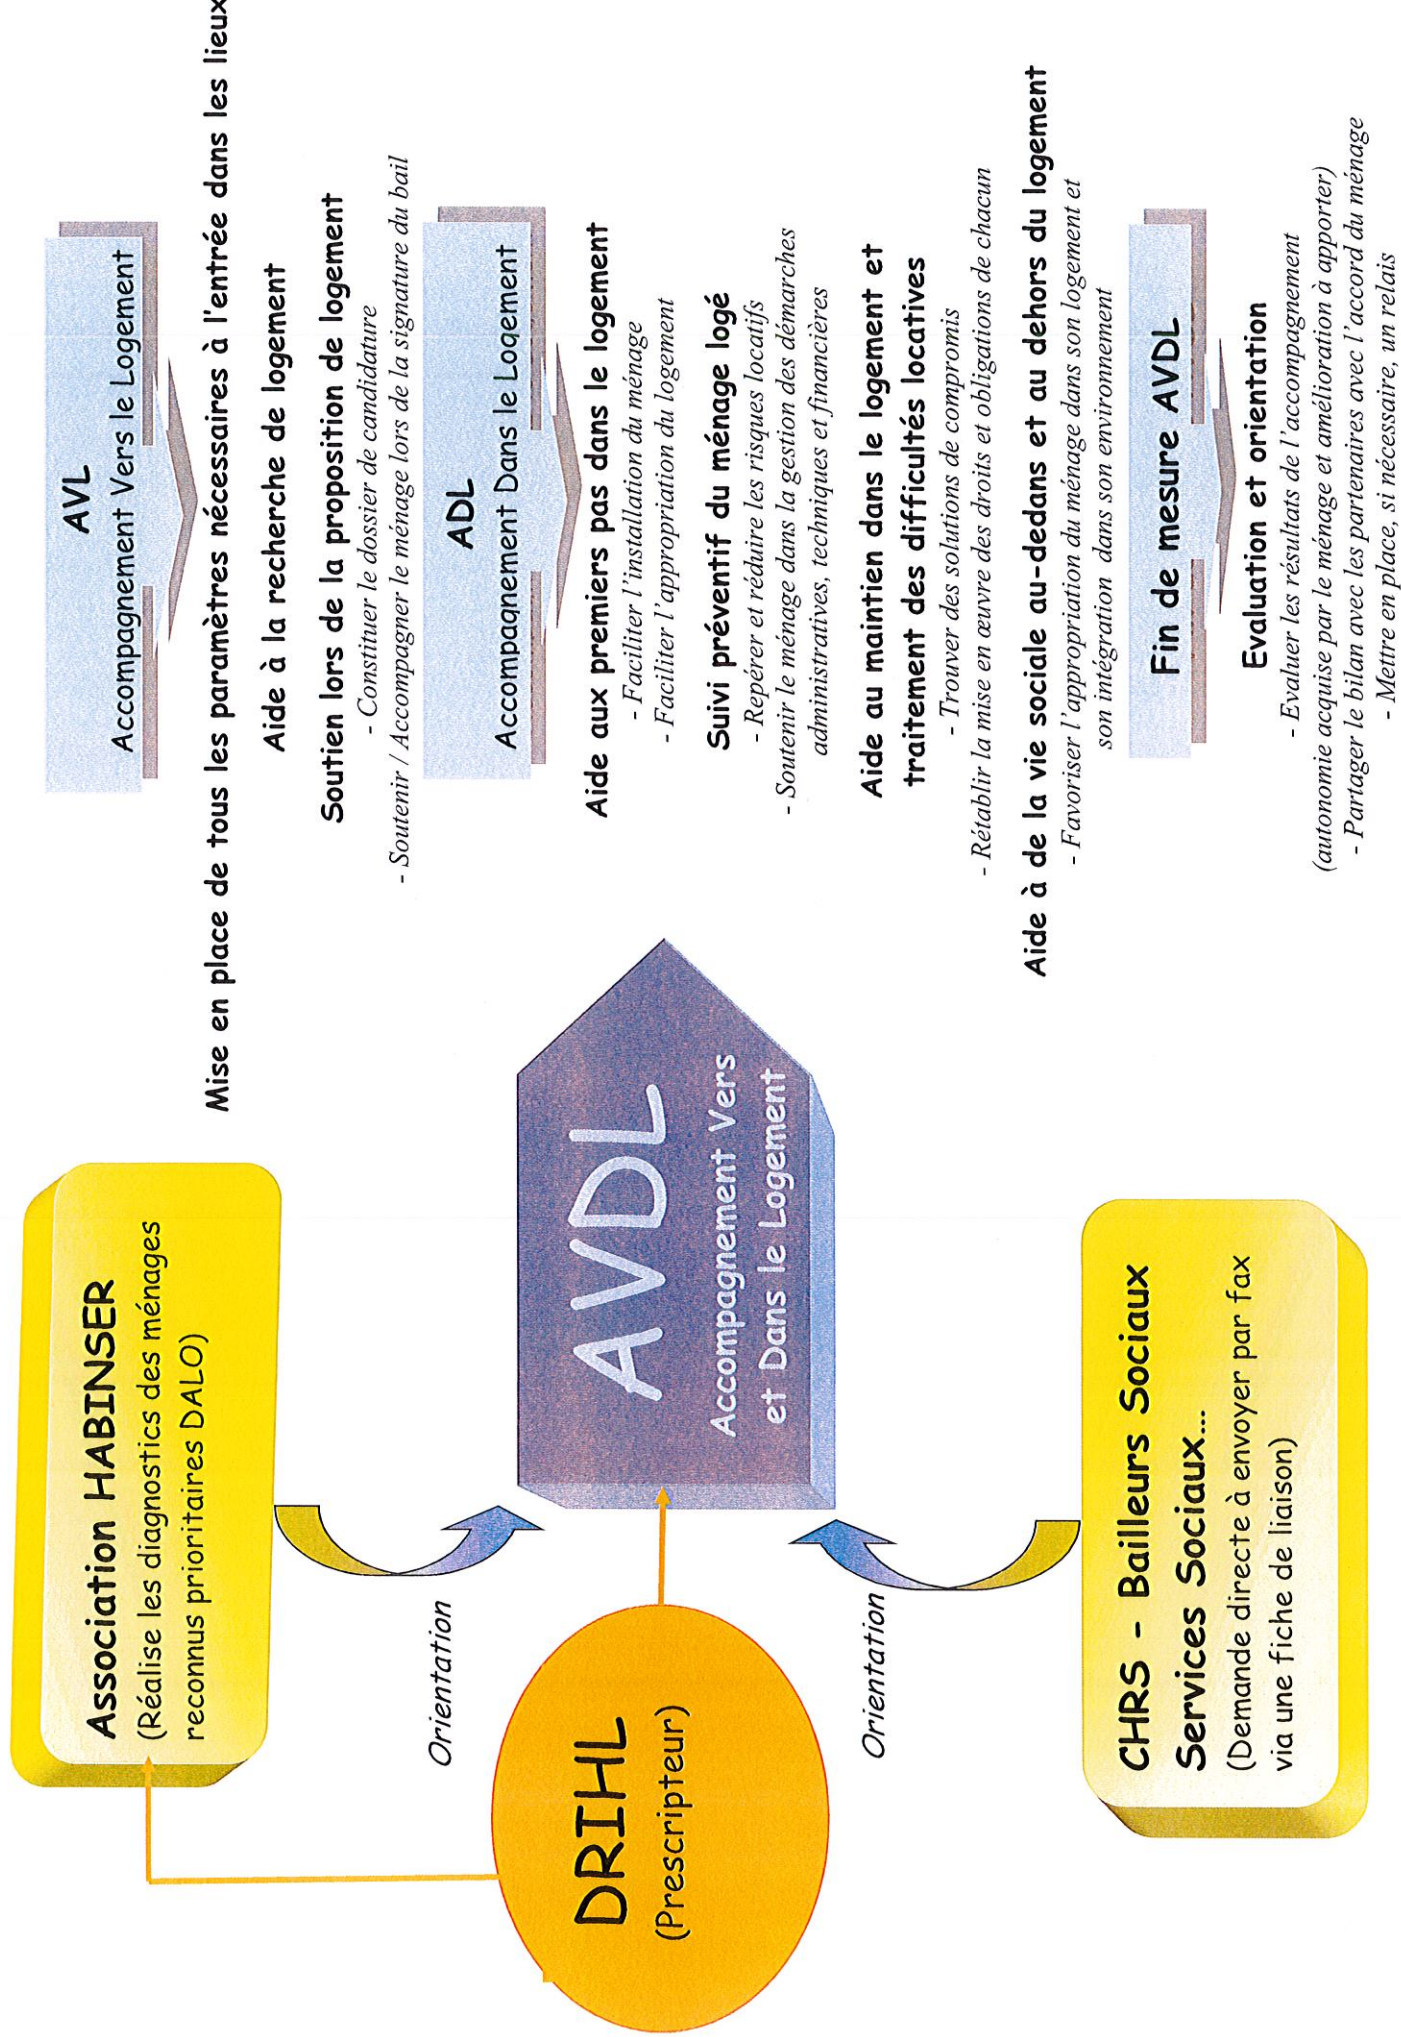 Association HABINSER
(Réalise les diagnostics des ménages
reconnus prioritaires DALO)
Orientation
DRIHL
(Prescripteur)
AVDL
Accompagnement Vers
et Dans le Logement
Orientation
CHRS - Bailleurs Sociaux
Services Sociaux...
(Demande directe à envoyer par fax
via une fiche de liaison)
AVL
Accompagnement Vers le Logement
Mise en place de tous les paramètres nécessaires à l'entrée dans les lieux
Aide à la recherche de logement
Soutien lors de la proposition de logement
- Constituer le dossier de candidature
- Soutenir / Accompagner le ménage lors de la signature du bail
ADL
Accompagnement Dans le Logement
Aide aux premiers pas dans le logement
- Faciliter l'installation du ménage
- Faciliter l'appropriation du logement
Suivi préventif du ménage logé
- Repérer et réduire les risques locatifs
- Soutenir le ménage dans la gestion des démarches
administratives, techniques et financières
Aide au maintien dans le logement et
traitement des difficultés locatives
- Trouver des solutions de compromis
- Rétablir la mise en œuvre des droits et obligations de chacun
Aide à de la vie sociale au-dedans et au dehors du logement
- Favoriser l'appropriation du ménage dans son logement et
son intégration dans son environnement
Fin de mesure AVDL
Evaluation et orientation
- Evaluer les résultats de l'accompagnement
(autonomie acquise par le ménage et amélioration à apporter)
- Partager le bilan avec les partenaires avec l'accord du ménage
- Mettre en place, si nécessaire, un relais